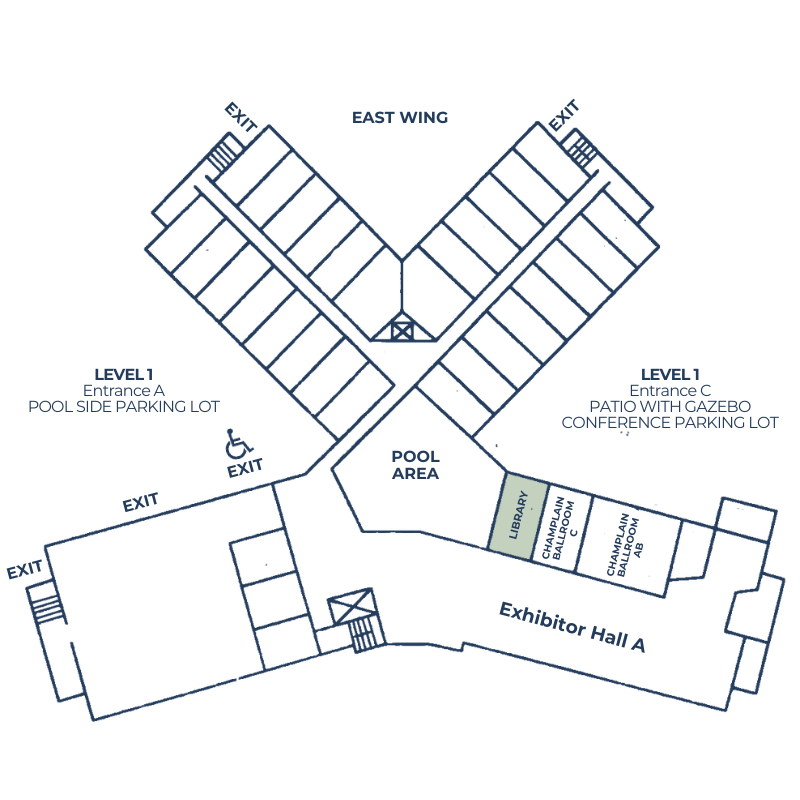 EXIT
EAST WING
EXIT
LEVEL 1
Entrance A
POOL SIDE PARKING LOT
LEVEL 1
Entrance C
PATIO WITH GAZEBO
CONFERENCE PARKING LOT
EXIT
POOL
AREA
EXIT
EXIT
LIBRARY
CHAMPLAIN
BALLROOM
C
CHAMPLAIN
BALLROOM
AB
Exhibitor Hall A